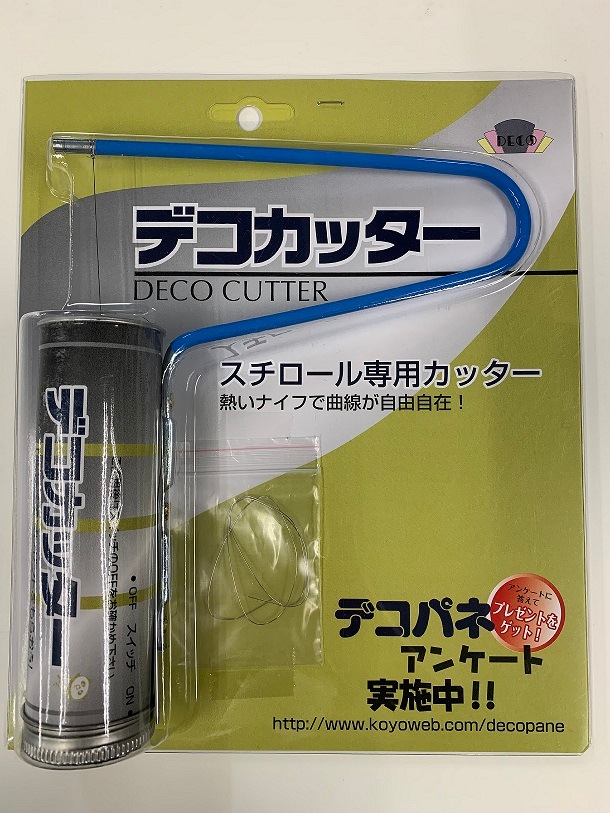 DECO
デコカッター
DECO CUTTER
スチロール専用カッター
熱いナイフで曲線が自由自在！
デコカッター
● OFF スイッチ ON ●
アンケートに
答えて
プレゼントを
ゲット！
デコパネ
アンケート
実施中!!
http://www.koyoweb.com/decopane